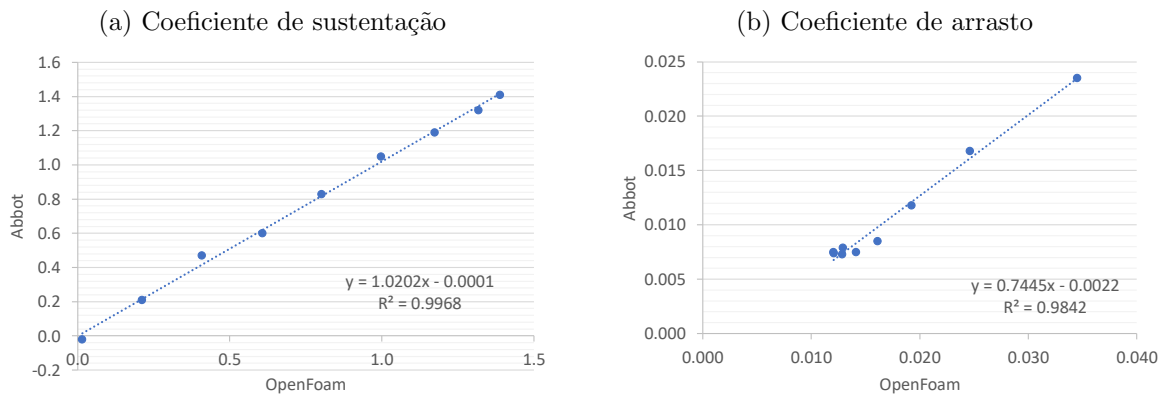 (a) Coeficiente de sustentação
1.6
1.4
1.2
1.0
0.8
0.6
0.4
0.2
0.0
-0.2
Abbot
y = 1.0202x - 0.0001
R² = 0.9968
0.0
0.5
1.0
1.5
OpenFoam
(b) Coeficiente de arrasto
0.025
0.020
0.015
0.010
0.005
0.000
Abbot
y = 0.7445x - 0.0022
R² = 0.9842
0.000
0.010
0.020
0.030
0.040
OpenFoam